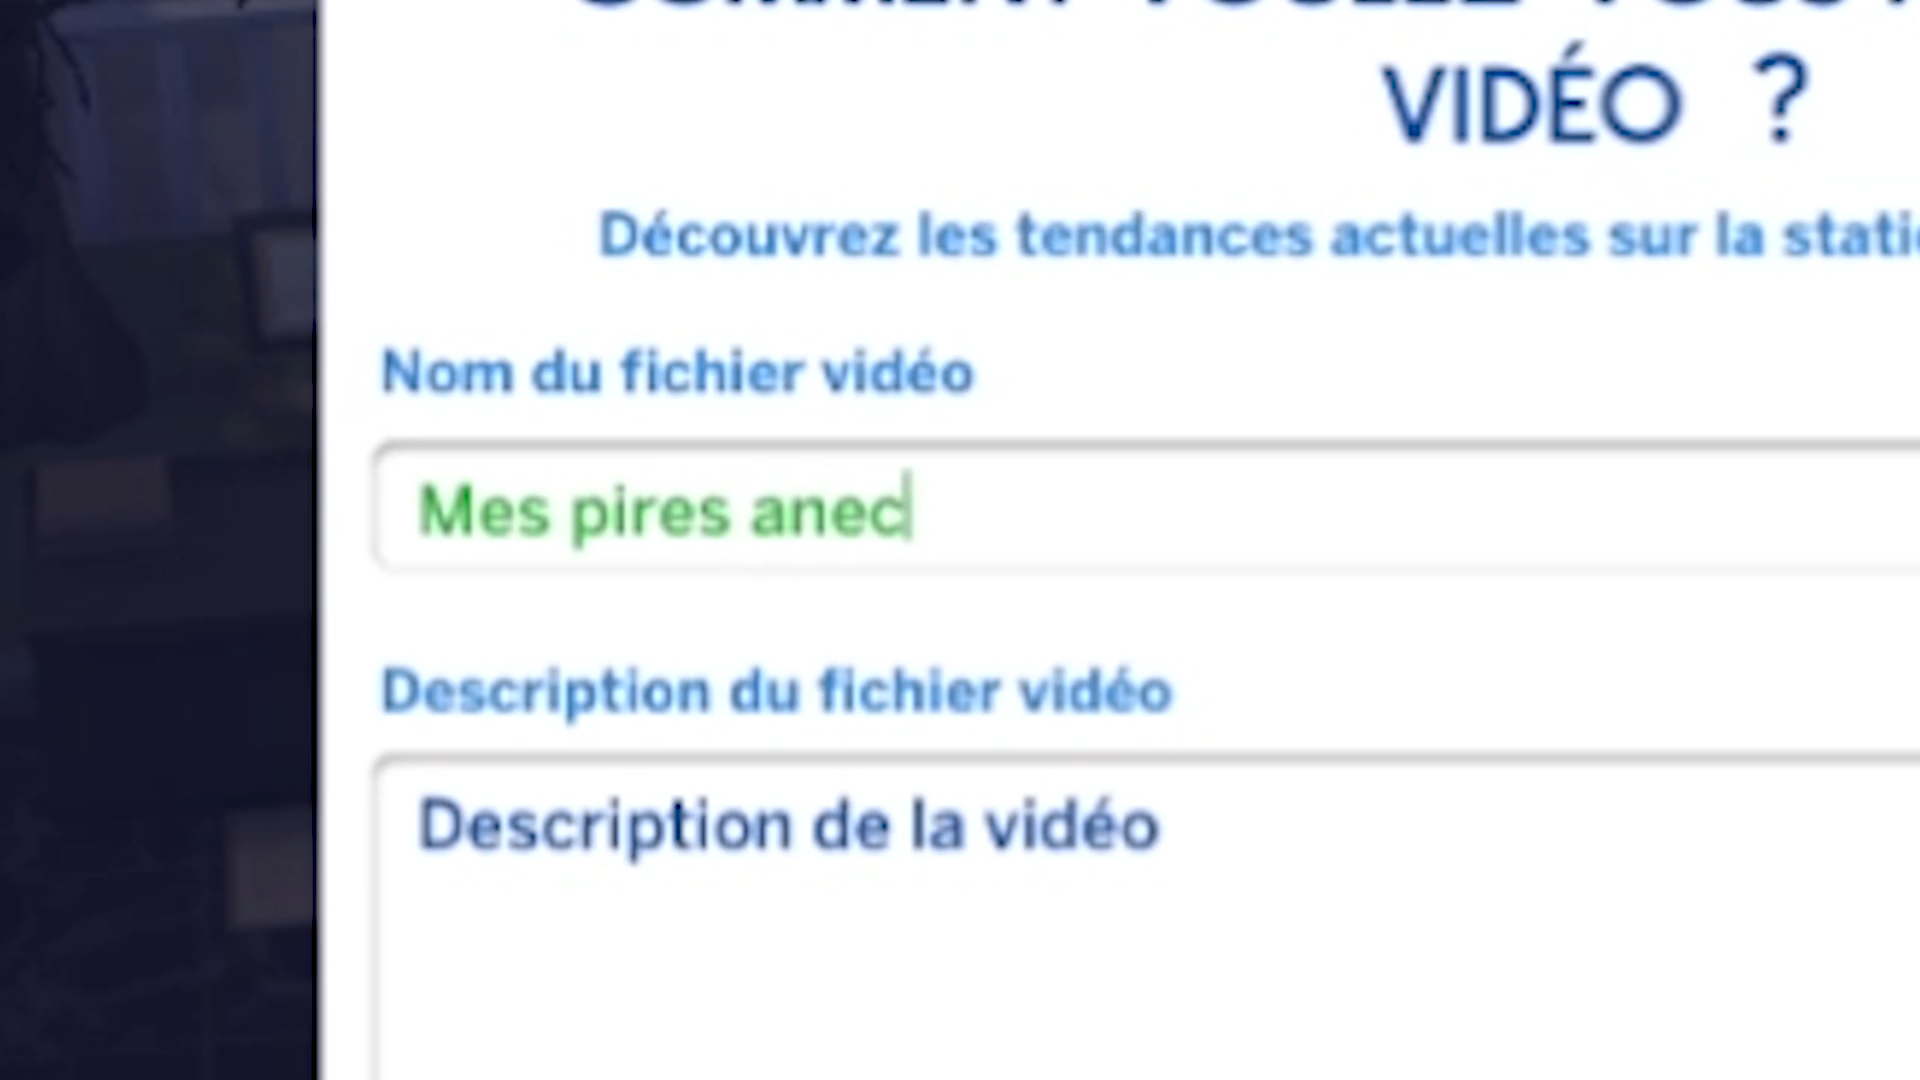 VIDÉO ?
Découvrez les tendances actuelles sur la
Nom du fichier vidéo
Mes pires anec
Description du fichier vidéo
Description de la vidéo